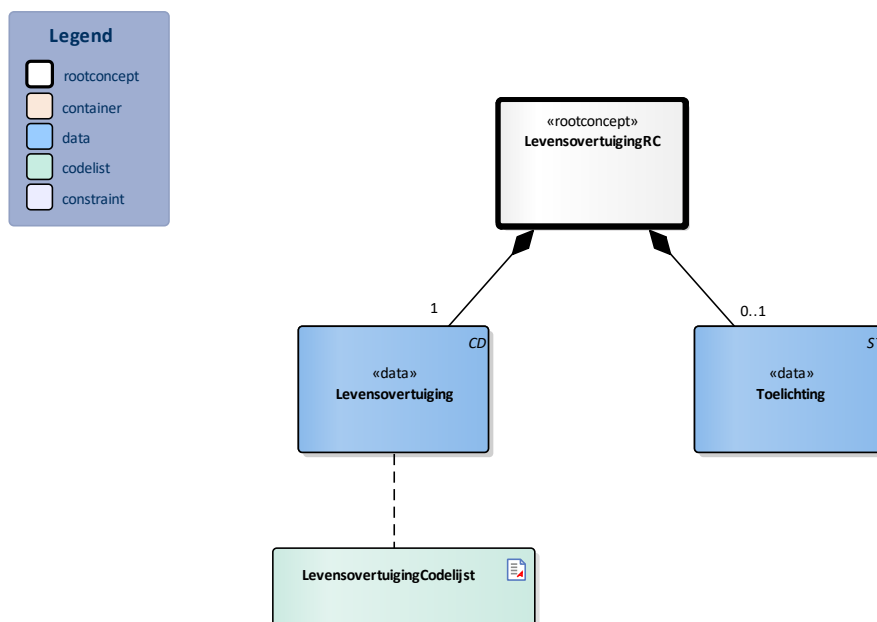 Legend
rootconcept
container
data
codelist
constraint
«rootconcept»
LevensovertuigingRC
1
0..1
CD
«data»
Levensovertuiging
«data»
Toelichting
LevensovertuigingCodelijst